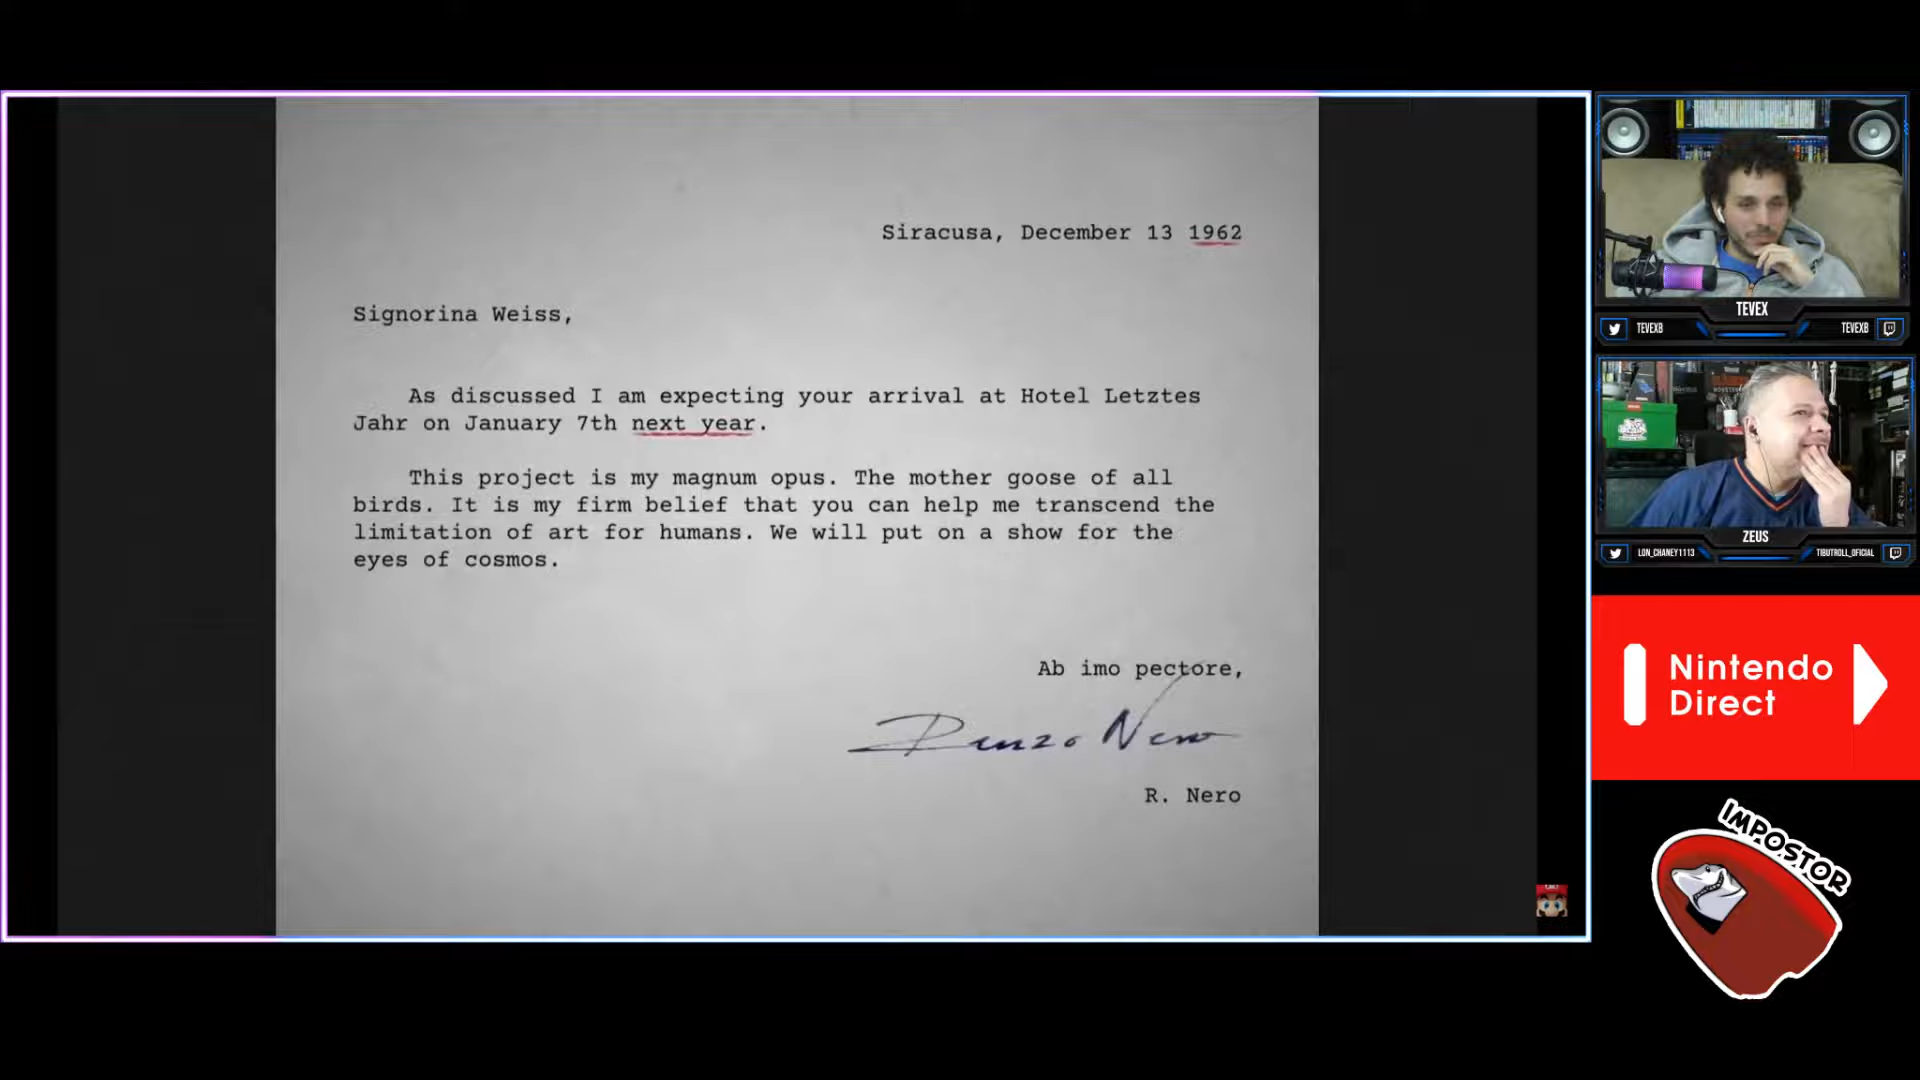 Siracusa, December 13 1962
Signorina Weiss,
As discussed I am expecting your arrival at Hotel Letztes
Jahr on January 7th next year.
This project is my magnum opus. The mother goose of all
birds. It is my firm belief that you can help me transcend the
limitation of art for humans. We will put on a show for the
eyes of cosmos.
Ab imo pectore,
Renzo Nero
R. Nero
TEVEX
TEVEXB
TEVEXB
ZEUS
LON_CHANEY1113
TIBUTROLL_OFICIAL
Nintendo
Direct
IMPOSTOR